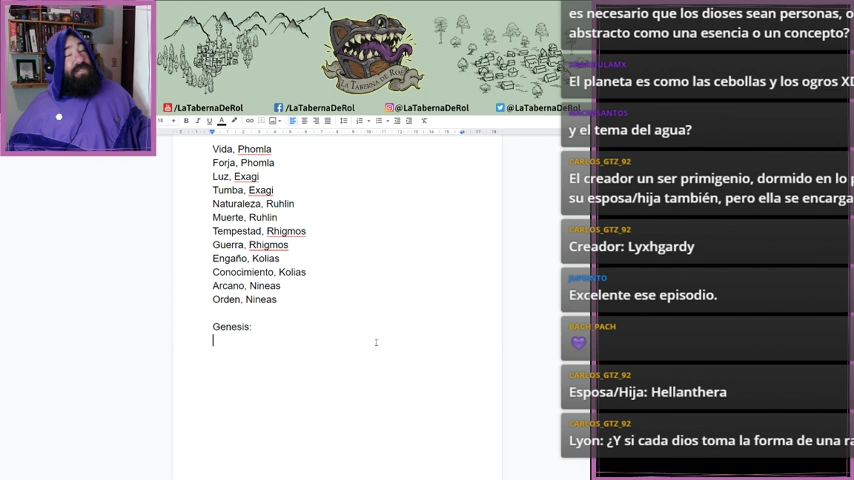 LA TABERNA DE ROL
/LaTabernaDeRol
/LaTabernaDeRol
@LaTabernaDeRol
/LaTabernaDeRol
Vida, Phomla
Forja, Phomla
Luz, Exagi
Tumba, Exagi
Naturaleza, Ruhlin
Muerte, Ruhlin
Tempestad, Rhigmos
Guerra, Rhigmos
Engaño, Kolias
Conocimiento, Kolias
Arcano, Nineas
Orden, Nineas
Genesis:
es necesario que los dioses sean personas, o
abstracto como una esencia o un concepto?
El planeta es como las cebollas y los ogros XD
y el tema del agua?
CARLOS_GTZ_92
El creador un ser primigenio, dormido en lo
su esposa/hija también, pero ella se encarga
CARLOS_GTZ_92
Creador: Lyxhgardy
Excelente ese episodio.
BACH_PACH
CARLOS_GTZ_92
Esposa/Hija: Hellanthera
CARLOS_GTZ_92
Lyon: ¿Y si cada dios toma la forma de una